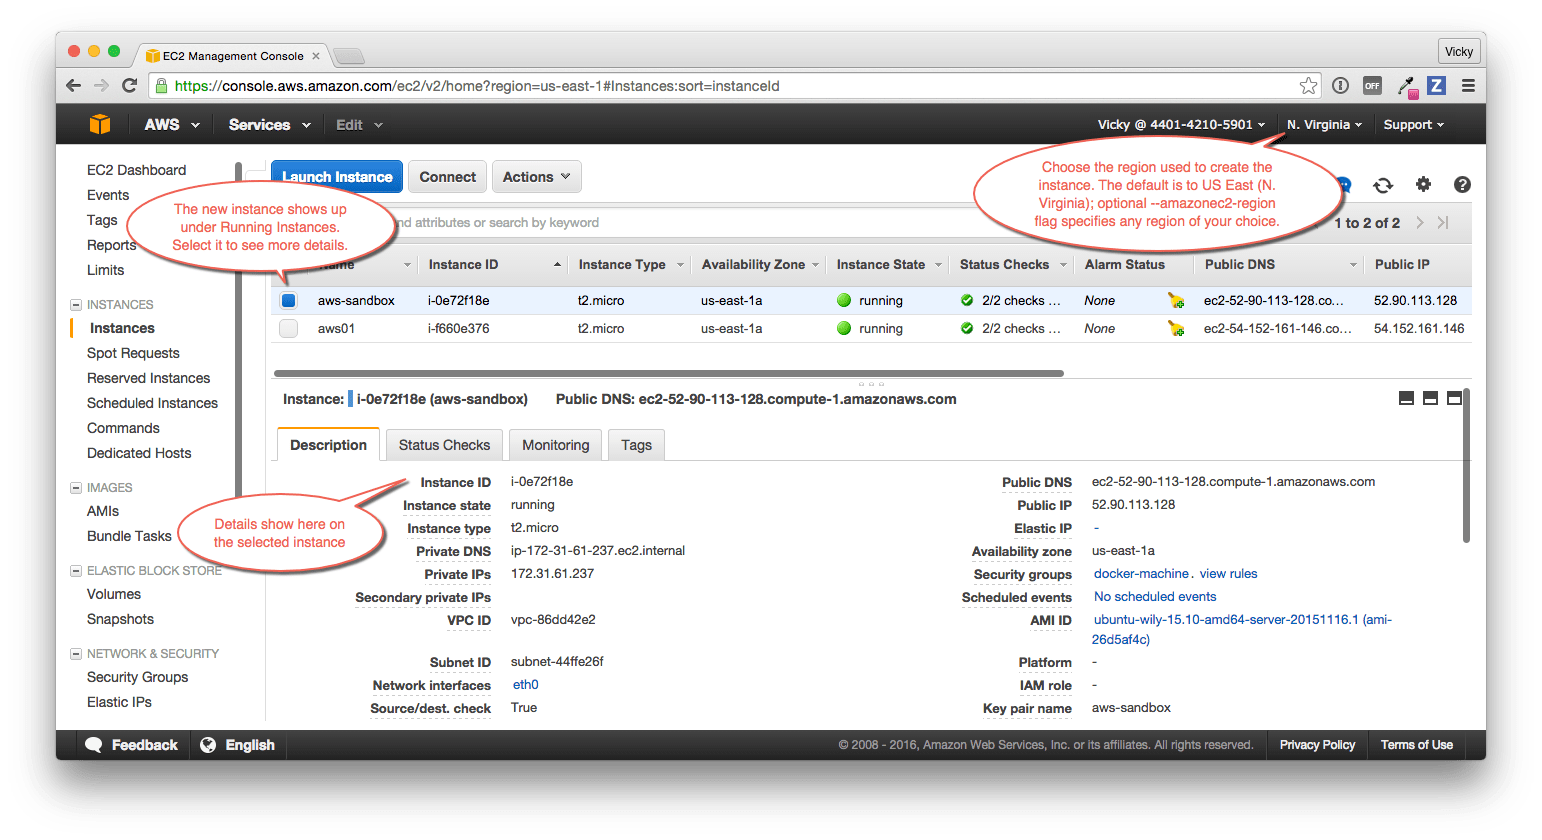 EC2 Management Console
Vicky
https://console.aws.amazon.com/ec2/v2/home?region=us-east-1#Instances:sort=instanceId
OFF
Z
AWS
Services
Edit
Vicky @ 4401-4210-5901
N. Virginia
Support
EC2 Dashboard
Events
Tags
Reports
Limits
INSTANCES
Instances
Spot Requests
Reserved Instances
Scheduled Instances
Commands
Dedicated Hosts
IMAGES
AMIs
Bundle Tasks
ELASTIC BLOCK STORE
Volumes
Snapshots
NETWORK & SECURITY
Security Groups
Elastic IPs
Launch Instance
Connect
Actions
The new instance shows up
under Running Instances.
Select it to see more details.
Choose the region used to create the
instance. The default is to US East (N.
Virginia); optional --amazonec2-region
flag specifies any region of your choice.
attributes or search by keyword
1 to 2 of 2
Instance ID
Instance Type
Availability Zone
Instance State
Status Checks
Alarm Status
Public DNS
Public IP
aws-sandbox i-0e72f18e t2.micro us-east-1a running 2/2 checks ... None ec2-52-90-113-128.co... 52.90.113.128
aws01 i-f660e376 t2.micro us-east-1a running 2/2 checks ... None ec2-54-152-161-146.co... 54.152.161.146
Instance: i-0e72f18e (aws-sandbox) Public DNS: ec2-52-90-113-128.compute-1.amazonaws.com
Description
Status Checks
Monitoring
Tags
Details show here on
the selected instance
Instance ID i-0e72f18e
Instance state running
Instance type t2.micro
Private DNS ip-172-31-61-237.ec2.internal
Private IPs 172.31.61.237
Secondary private IPs
VPC ID vpc-86dd42e2
Subnet ID subnet-44ffe26f
Network interfaces eth0
Source/dest. check True
Public DNS ec2-52-90-113-128.compute-1.amazonaws.com
Public IP 52.90.113.128
Elastic IP -
Availability zone us-east-1a
Security groups docker-machine. view rules
Scheduled events No scheduled events
AMI ID ubuntu-wily-15.10-amd64-server-20151116.1 (ami-
26d5af4c)
Platform -
IAM role -
Key pair name aws-sandbox
Feedback
English
© 2008 - 2016, Amazon Web Services, Inc. or its affiliates. All rights reserved.
Privacy Policy
Terms of Use